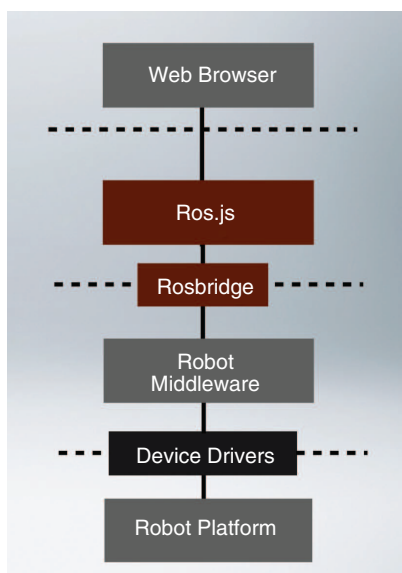 Web Browser
Ros.js
Rosbridge
Robot
Middleware
Device Drivers
Robot Platform